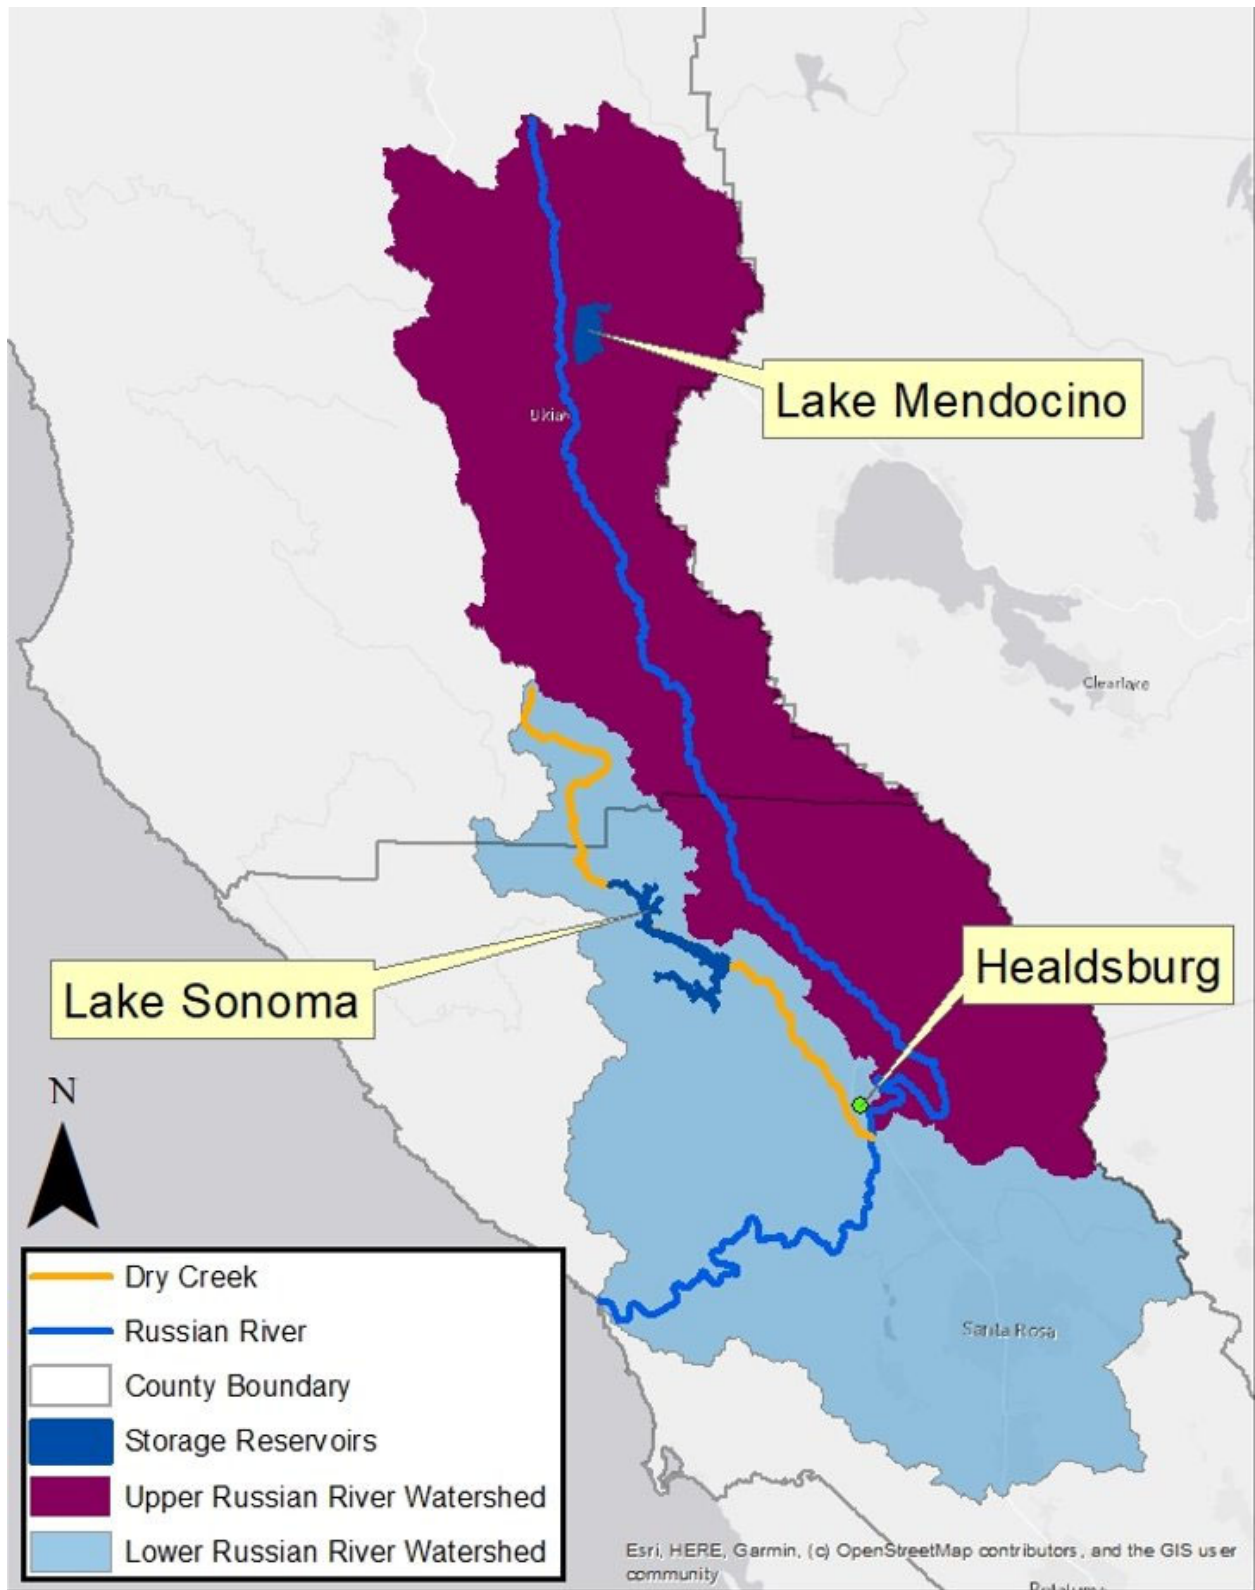 Lake Mendocino
Ukiah
Clearlake
Healdsburg
Lake Sonoma
N
Santa Rosa
Dry Creek
Russian River
County Boundary
Storage Reservoirs
Upper Russian River Watershed
Lower Russian River Watershed
Esri, HERE, Garmin, (c) OpenStreetMap contributors, and the GIS user
community